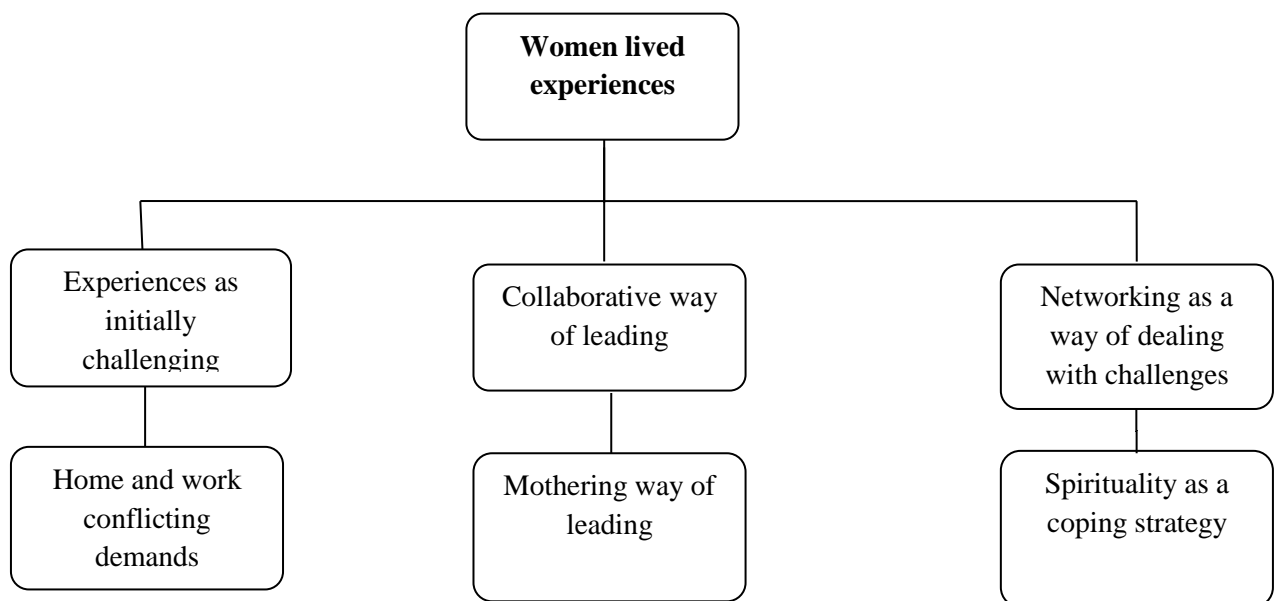 Women lived
experiences
Experiences as
initially
challenging
Collaborative way
of leading
Networking as a
way of dealing
with challenges
Home and work
conflicting
demands
Mothering way of
leading
Spirituality as a
coping strategy